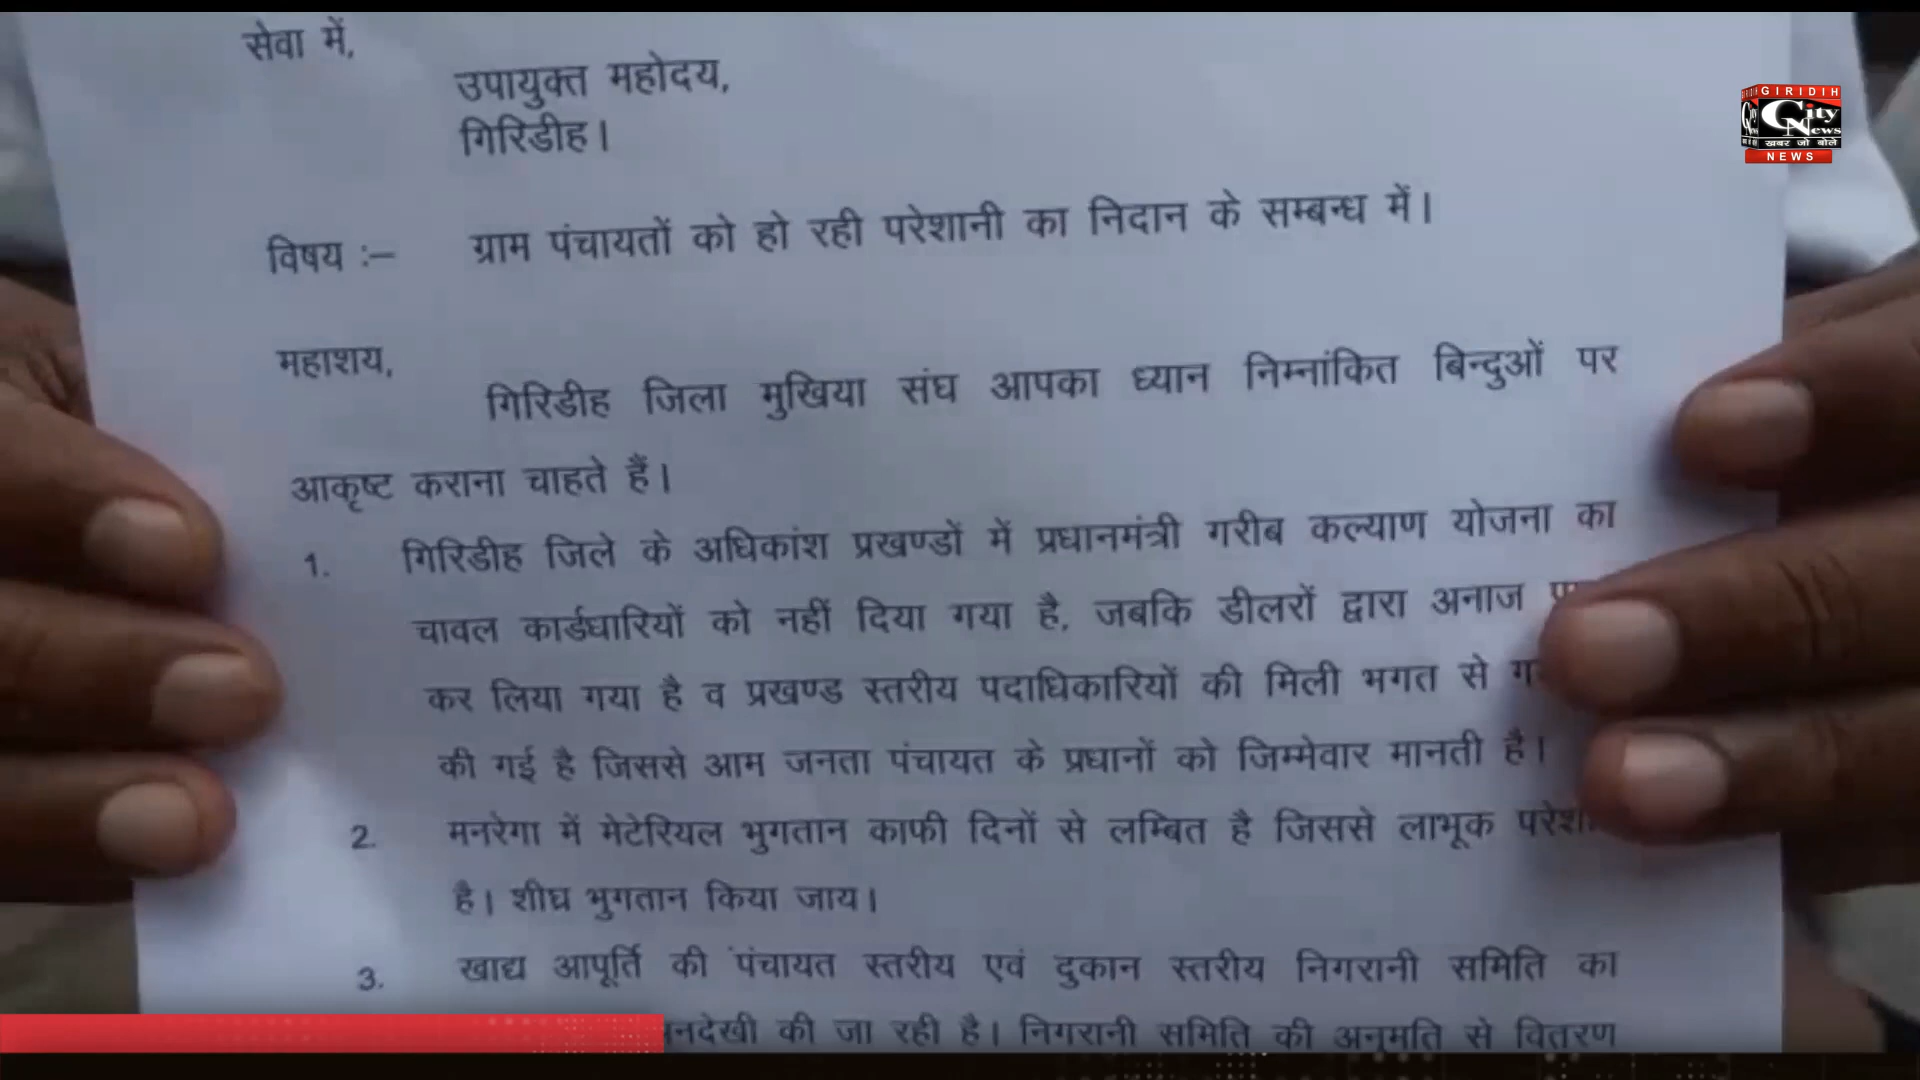 सेवा में,
उपायुक्त महोदय,
गिरिडीह।
GIRIDIH
City
News
खबर जो बोले
NEWS
विषय :– ग्राम पंचायतों को हो रही परेशानी का निदान के सम्बन्ध में।
महाशय,
गिरिडीह जिला मुखिया संघ आपका ध्यान निम्नांकित बिन्दुओं पर
आकृष्ट कराना चाहते हैं।
1. गिरिडीह जिले के अधिकांश प्रखण्डों में प्रधानमंत्री गरीब कल्याण योजना का
चावल कार्डधारियों को नहीं दिया गया है, जबकि डीलरों द्वारा अनाज
कर लिया गया है व प्रखण्ड स्तरीय पदाधिकारियों की मिली भगत से
की गई है जिससे आम जनता पंचायत के प्रधानों को जिम्मेवार मानती है।
2. मनरेगा में मेटेरियल भुगतान काफी दिनों से लम्बित है जिससे लाभूक
है। शीघ्र भुगतान किया जाय।
3. खाद्य आपूर्ति की पंचायत स्तरीय एवं दुकान स्तरीय निगरानी समिति का
की जा रही है। निगरानी समिति की अनुमति से वितरण